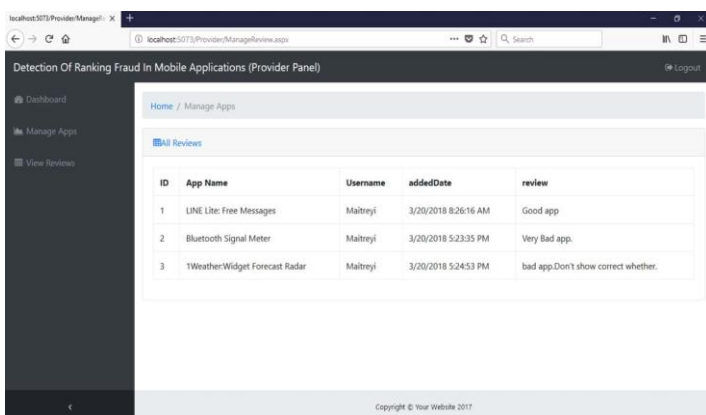 localhost:5073/Provider/ManageR
localhost:5073/Provider/ManageReview.aspx
Search
Detection Of Ranking Fraud In Mobile Applications (Provider Panel)
Logout
Dashboard
Manage Apps
View Reviews
Home / Manage Apps
All Reviews
ID App Name Username addedDate review
1 LINE Lite: Free Messages Maitreyi 3/20/2018 8:26:16 AM Good app
2 Bluetooth Signal Meter Maitreyi 3/20/2018 5:23:35 PM Very Bad app.
3 1Weather:Widget Forecast Radar Maitreyi 3/20/2018 5:24:53 PM bad app.Don't show correct whether.
Copyright © Your Website 2017